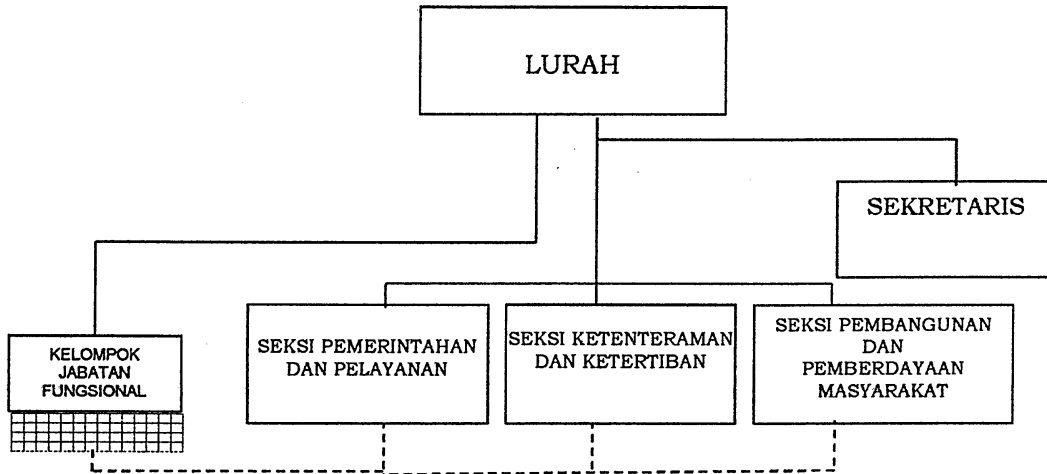 LURAH
SEKRETARIS
KELOMPOK
JABATAN
FUNGSIONAL
SEKSI PEMERINTAHAN
DAN PELAYANAN
SEKSI KETENTERAMAN
DAN KETERTIBAN
SEKSI PEMBANGUNAN
DAN
PEMBERDAYAAN
MASYARAKAT